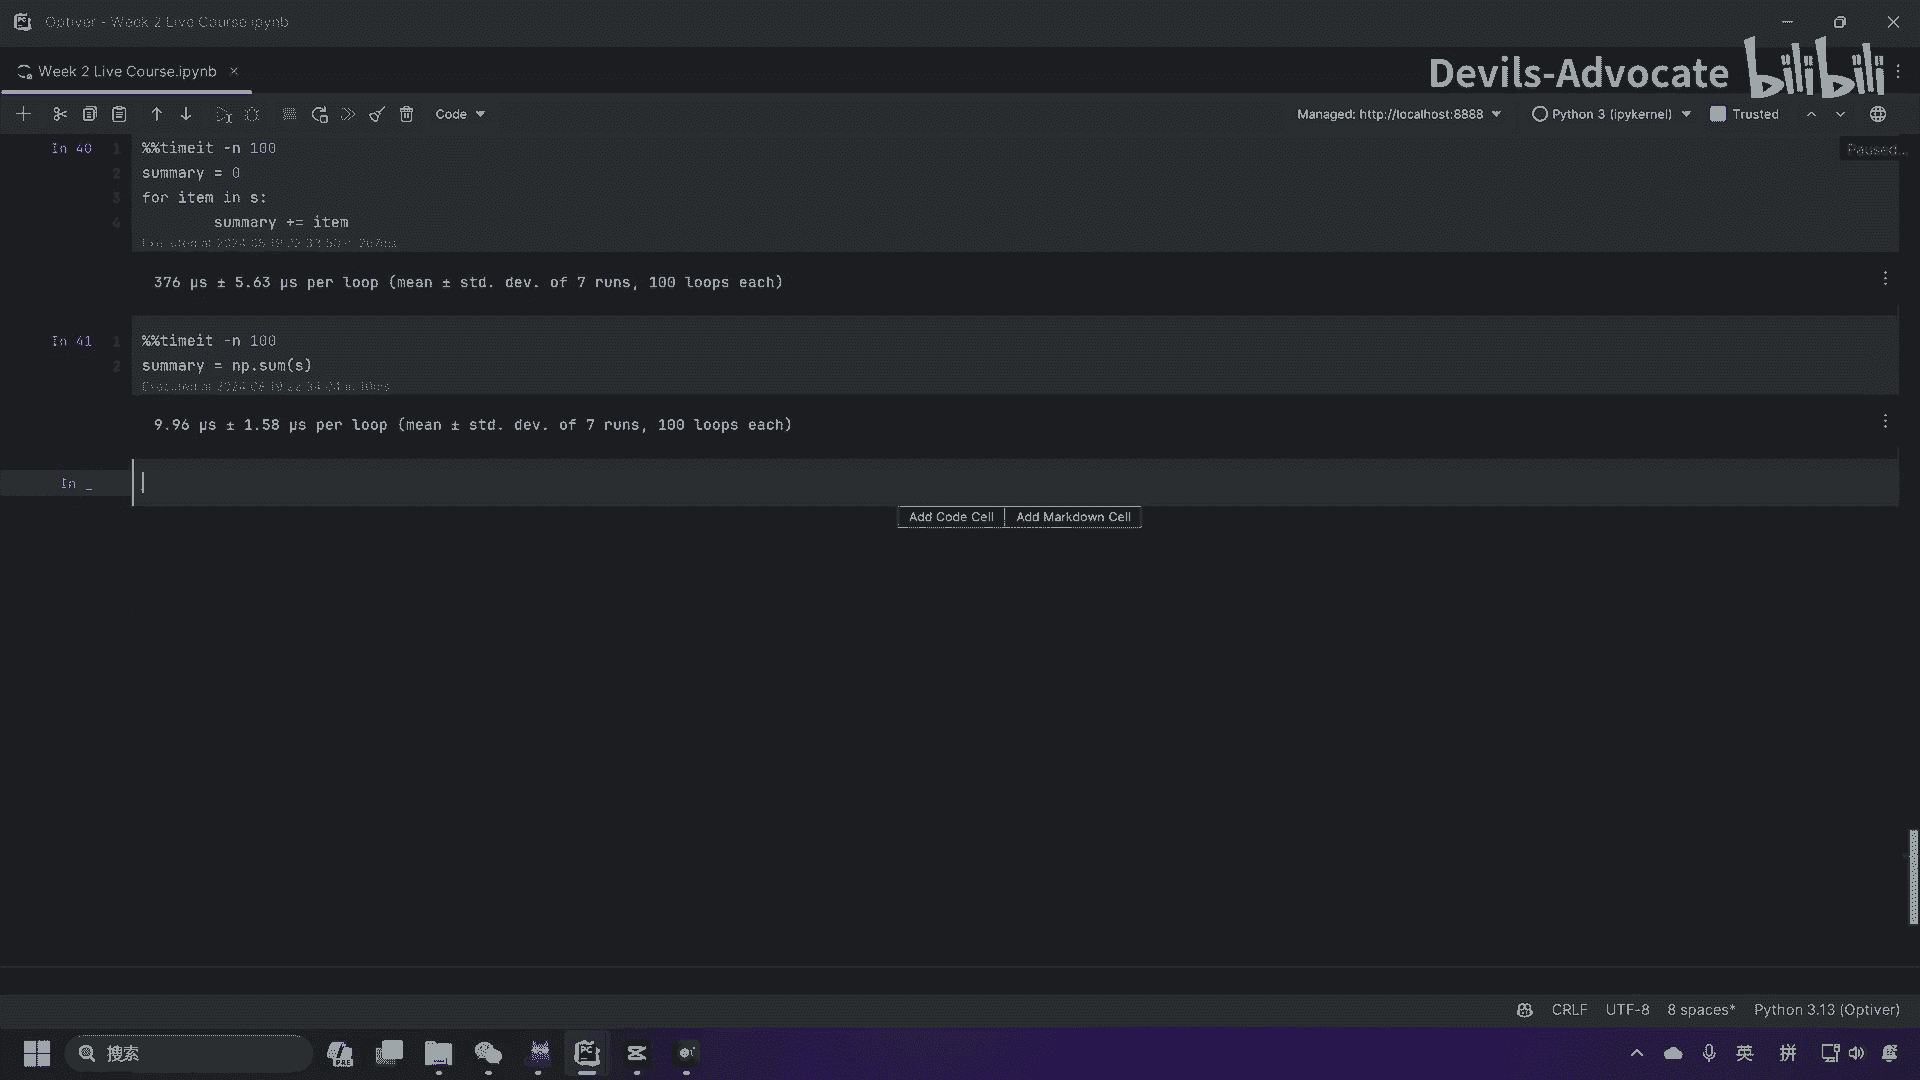 Optiver - Week 2 Live Course.ipynb
Week 2 Live Course.ipynb
Devils-Advocate bilibili
Code
Managed: http://localhost:8888
Python 3 (ipykernel)
Trusted
Paused...
In 40
1 %%timeit -n 100
2 summary = 0
3 for item in s:
4 summary += item
376 µs ± 5.63 µs per loop (mean ± std. dev. of 7 runs, 100 loops each)
In 41
1 %%timeit -n 100
2 summary = np.sum(s)
9.96 µs ± 1.58 µs per loop (mean ± std. dev. of 7 runs, 100 loops each)
In _
Add Code Cell
Add Markdown Cell
CRLF
UTF-8
8 spaces*
Python 3.13 (Optiver)
搜索
英
拼